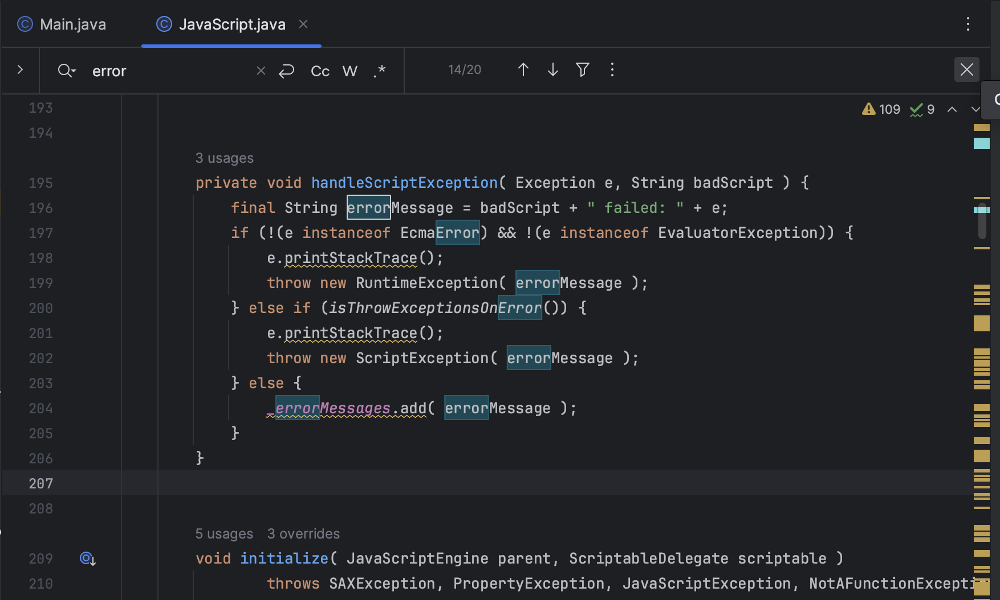 Main.java JavaScript.java
error Cc W .* 14/20
193 109 9
194
3 usages
195 private void handleScriptException( Exception e, String badScript ) {
196 final String errorMessage = badScript + " failed: " + e;
197 if (!(e instanceof EcmaError) && !(e instanceof EvaluatorException)) {
198 e.printStackTrace();
199 throw new RuntimeException( errorMessage );
200 } else if (isThrowExceptionsOnError()) {
201 e.printStackTrace();
202 throw new ScriptException( errorMessage );
203 } else {
204 _errorMessages.add( errorMessage );
205 }
206 }
207
208
5 usages 3 overrides
209 void initialize( JavaScriptEngine parent, ScriptableDelegate scriptable )
210 throws SAXException, PropertyException, JavaScriptException, NotAFunctionExcepti